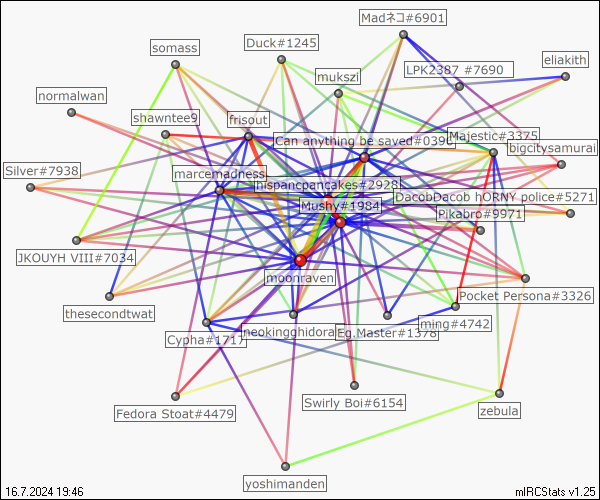 Madネコ#6901
Duck#1245
somass
eliakith
LPK2387 #7690
mukszi
normalwan
shawntee9
frisout
Can anything be saved#0390
Majestic#3375
bigcitysamurai
Silver#7938
marcemadness
hispancpancakes#2928
DacobDacob hORNY police#5271
Mushy#1984
Pikabro#9971
JKOUYH VIII#7034
moonraven
Pocket Persona#3326
thesecondtwat
Cypha#1717
neokingghidora
Eg.Master#1378
ming#4742
Fedora Stoat#4479
Swirly Boi#6154
zebula
yoshimanden
16.7.2024 19:46
mIRCStats v1.25